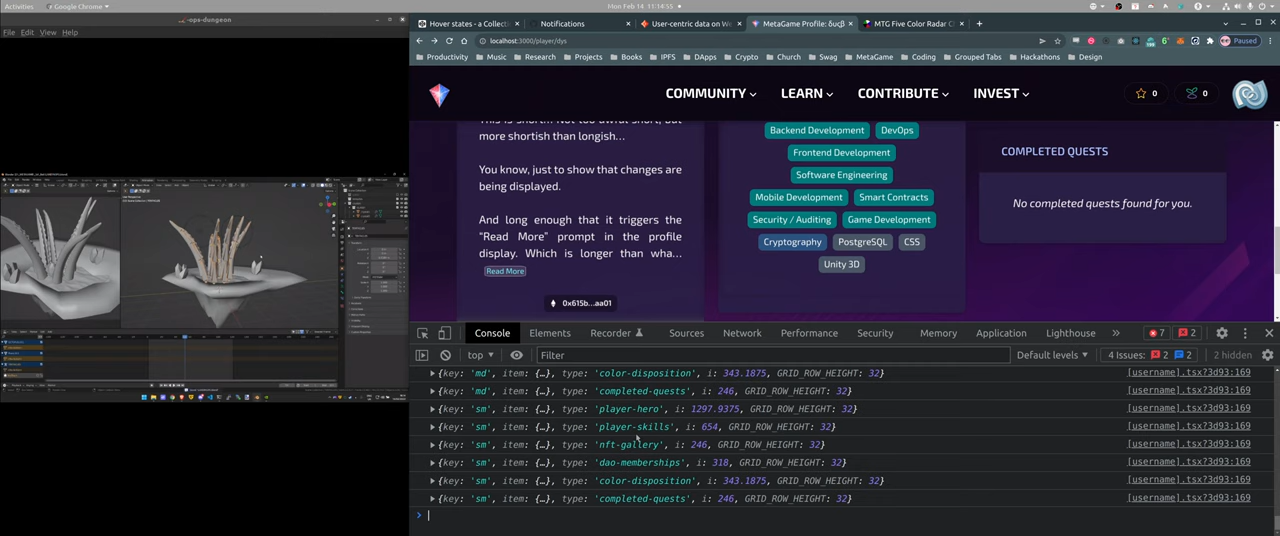 Activities
Google Chrome
Mon Feb 14, 11:14:55
-ops-dungeon
File Edit View Help
Hover states - a Collecti
Notifications
User-centric data on We
MetaGame Profile: δυςβ
MTG Five Color Radar Ch
localhost:3000/player/dys
Paused
Productivity Music Research Projects Books IPFS DApps Crypto Church Swag MetaGame Coding Grouped Tabs Hackathons Design
COMMUNITY LEARN CONTRIBUTE INVEST 0 0
This is short... Not too awful short, but
more shortish than longish...
You know, just to show that changes are
being displayed.
And long enough that it triggers the
"Read More" prompt in the profile
display. Which is longer than wha...
Read More
0x615b...aa01
Backend Development DevOps
Frontend Development
Software Engineering
Mobile Development Smart Contracts
Security / Auditing Game Development
Cryptography PostgreSQL CSS
Unity 3D
COMPLETED QUESTS
No completed quests found for you.
Console Elements Recorder Sources Network Performance Security Memory Application Lighthouse » 7 2
top Filter Default levels 4 Issues: 2 2 2 hidden
{key: 'md', item: {…}, type: 'color-disposition', i: 343.1875, GRID_ROW_HEIGHT: 32} [username].tsx?3d93:169
{key: 'md', item: {…}, type: 'completed-quests', i: 246, GRID_ROW_HEIGHT: 32} [username].tsx?3d93:169
{key: 'sm', item: {…}, type: 'player-hero', i: 1297.9375, GRID_ROW_HEIGHT: 32} [username].tsx?3d93:169
{key: 'sm', item: {…}, type: 'player-skills', i: 654, GRID_ROW_HEIGHT: 32} [username].tsx?3d93:169
{key: 'sm', item: {…}, type: 'nft-gallery', i: 246, GRID_ROW_HEIGHT: 32} [username].tsx?3d93:169
{key: 'sm', item: {…}, type: 'dao-memberships', i: 318, GRID_ROW_HEIGHT: 32} [username].tsx?3d93:169
{key: 'sm', item: {…}, type: 'color-disposition', i: 343.1875, GRID_ROW_HEIGHT: 32} [username].tsx?3d93:169
{key: 'sm', item: {…}, type: 'completed-quests', i: 246, GRID_ROW_HEIGHT: 32} [username].tsx?3d93:169